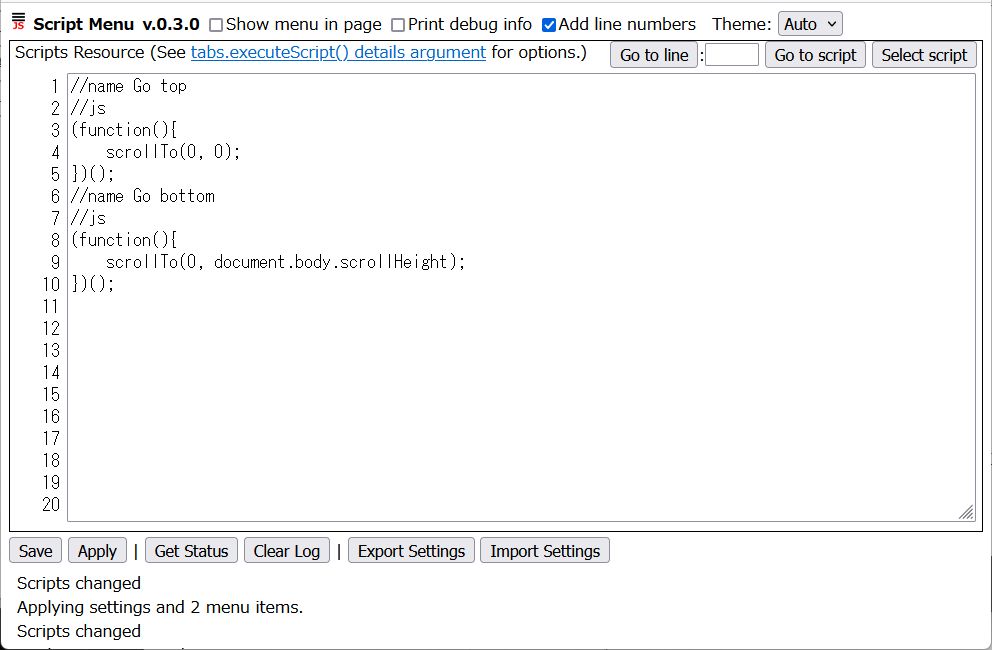 JS Script Menu v.0.3.0 Show menu in page Print debug info Add line numbers Theme: Auto
Scripts Resource (See tabs.executeScript() details argument for options.) Go to line : Go to script Select script
1 //name Go top
2 //js
3 (function(){
4     scrollTo(0, 0);
5 })();
6 //name Go bottom
7 //js
8 (function(){
9     scrollTo(0, document.body.scrollHeight);
10 })();
11
12
13
14
15
16
17
18
19
20
Save Apply | Get Status Clear Log | Export Settings Import Settings
Scripts changed
Applying settings and 2 menu items.
Scripts changed